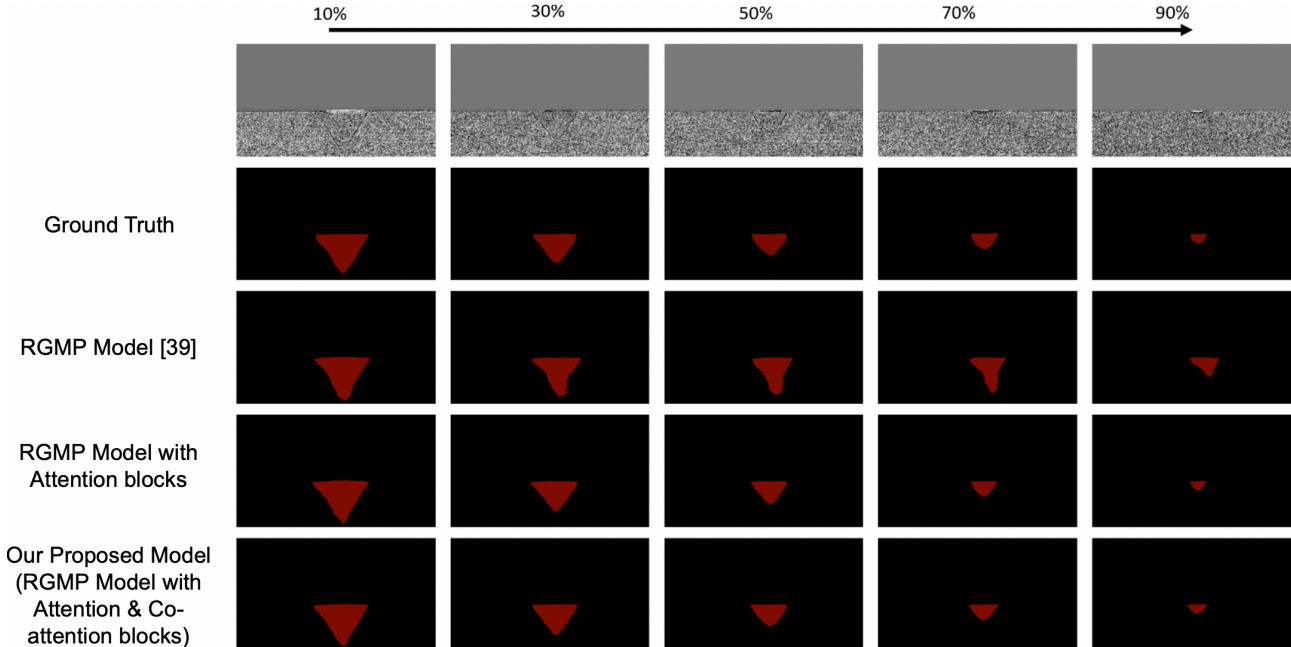 10% 30% 50% 70% 90%
Ground Truth
RGMP Model [39]
RGMP Model with
Attention blocks
Our Proposed Model
(RGMP Model with
Attention & Co-
attention blocks)